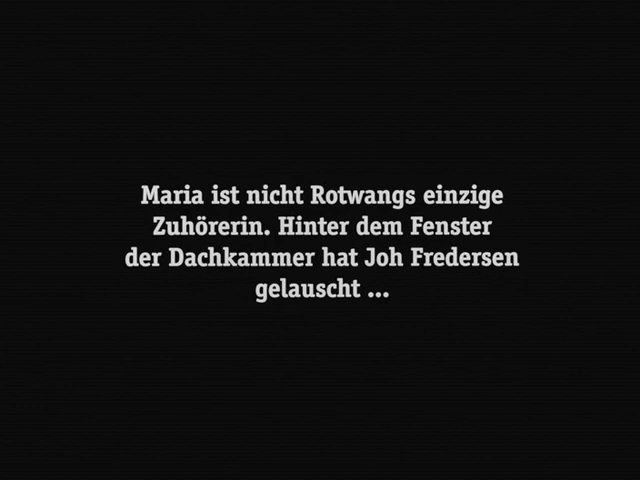 Maria ist nicht Rotwangs einzige
Zuhörerin. Hinter dem Fenster
der Dachkammer hat Joh Fredersen
gelauscht ...